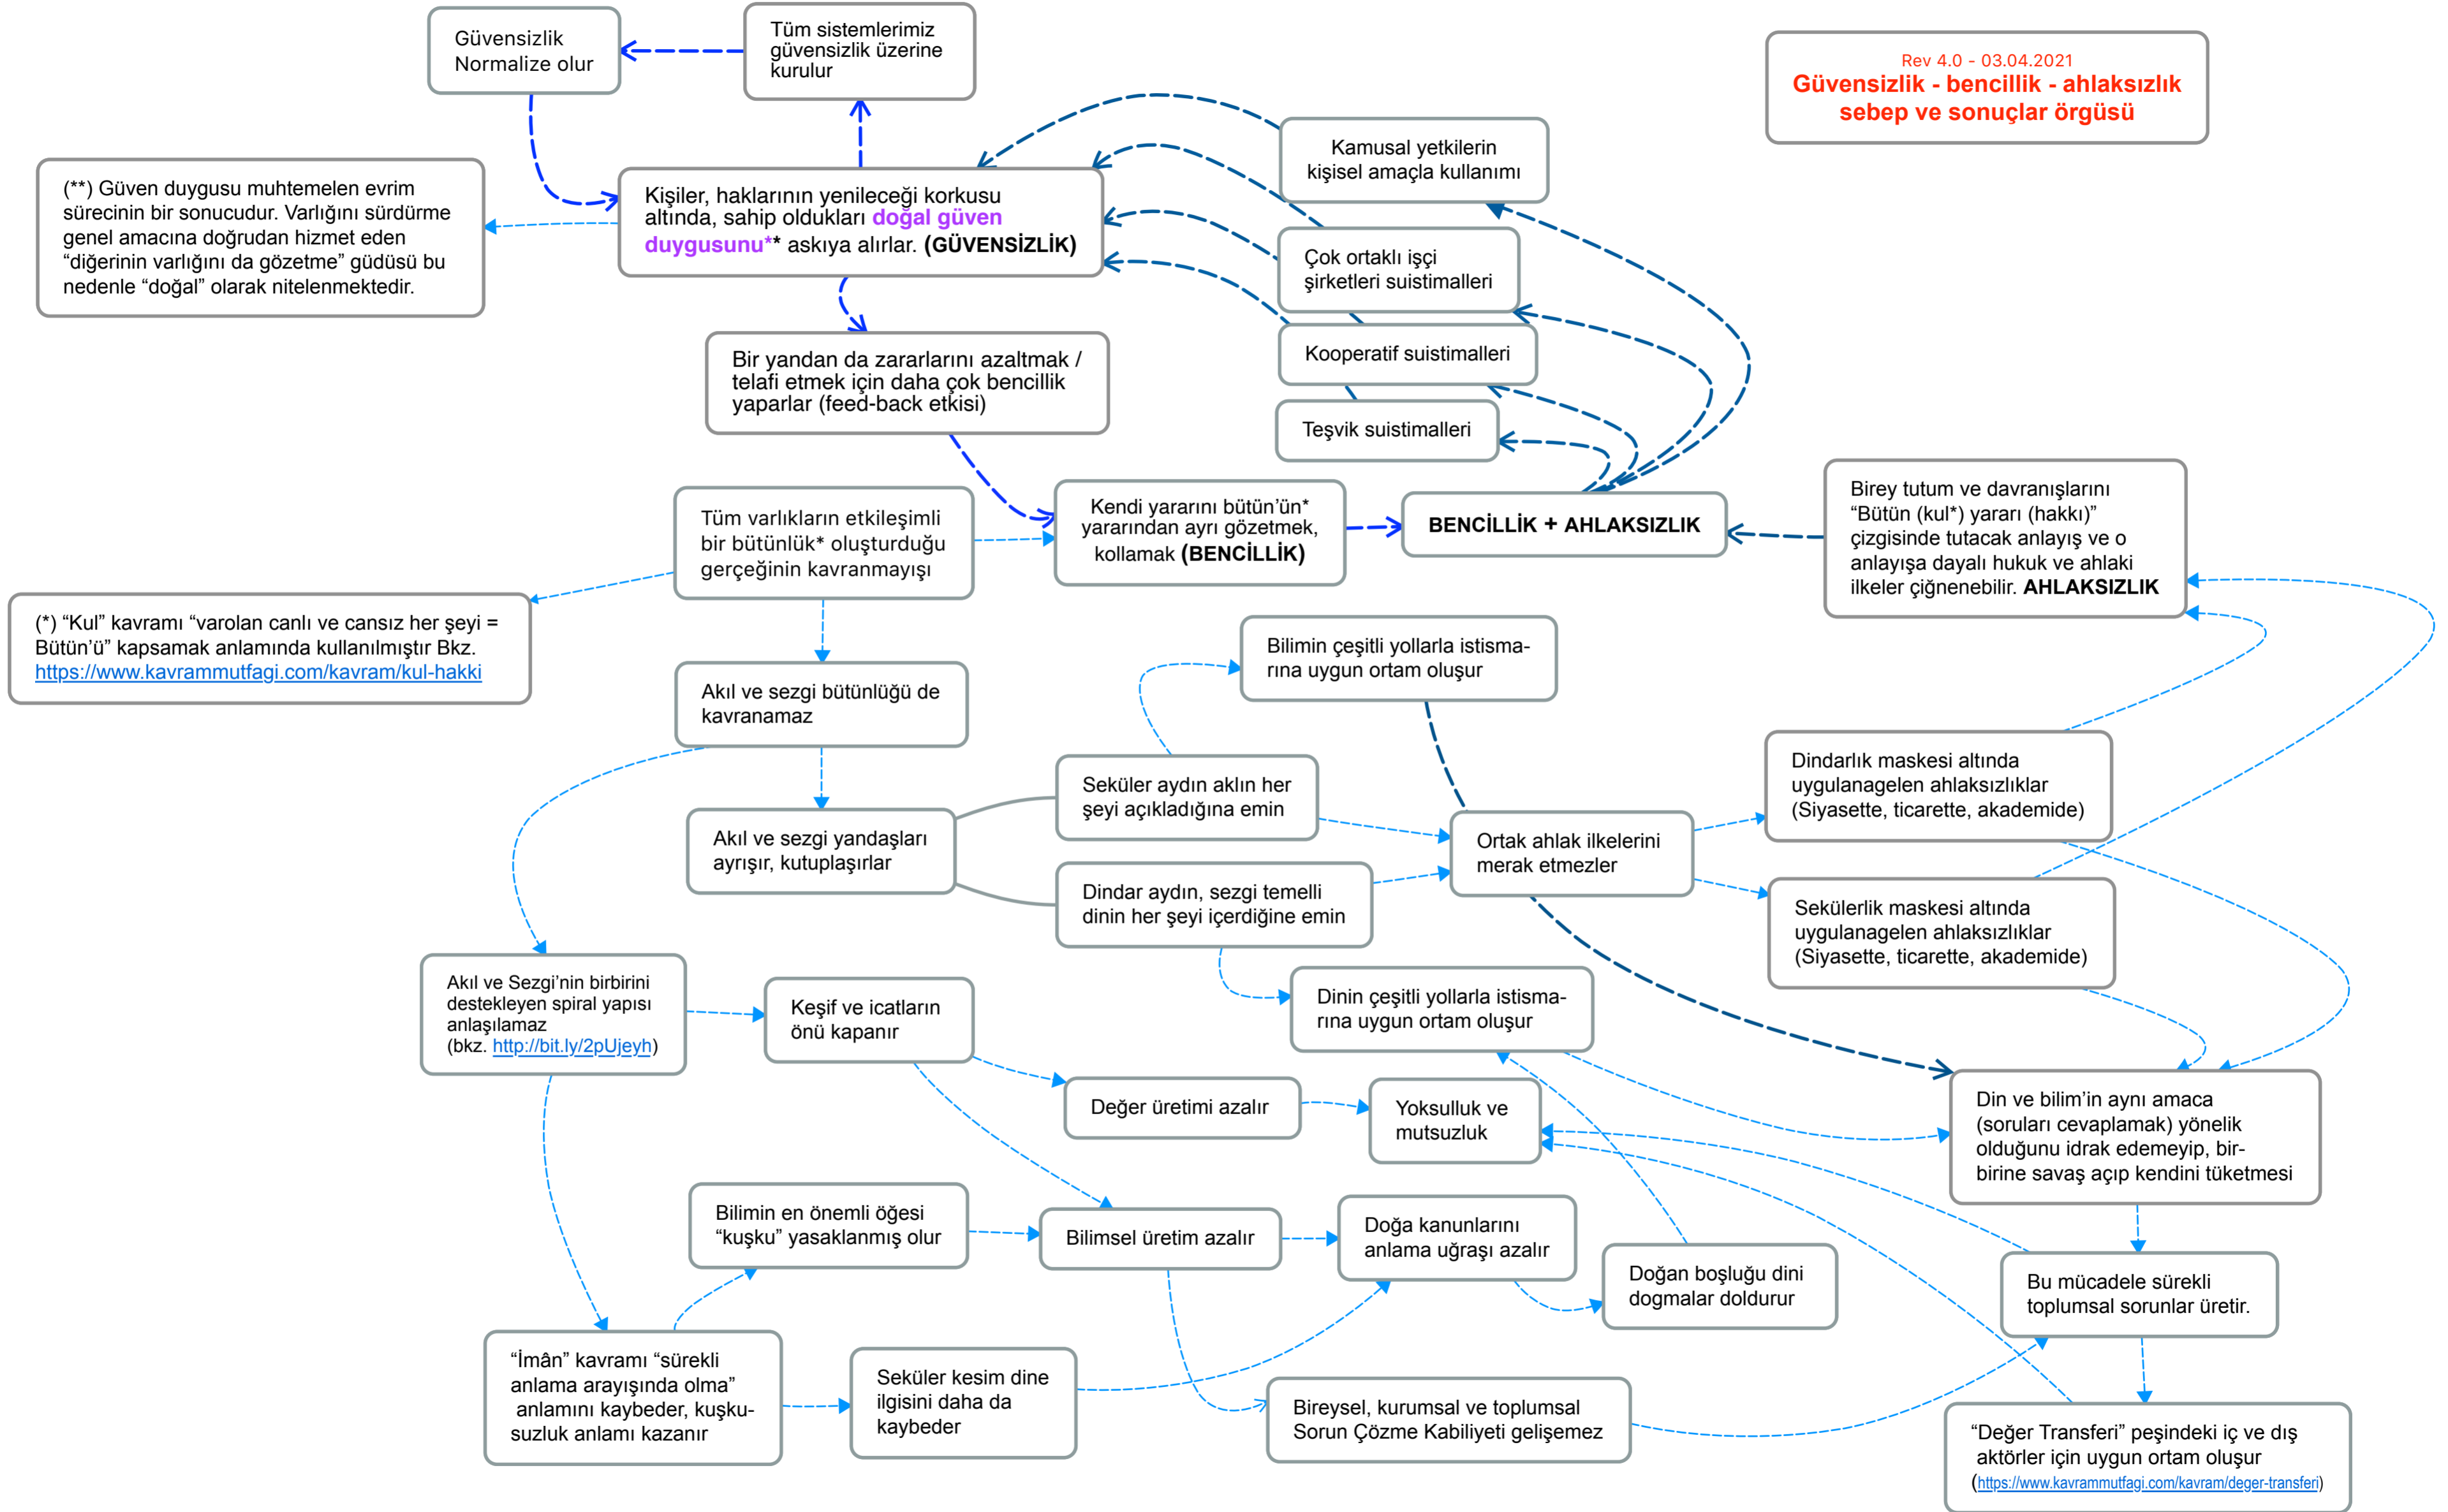 Güvensizlik
Normalize olur
Tüm sistemlerimiz
güvensizlik üzerine
kurulur
Rev 4.0 - 03.04.2021
Güvensizlik - bencillik - ahlaksızlık
sebep ve sonuçlar örgüsü
(**) Güven duygusu muhtemelen evrim
sürecinin bir sonucudur. Varlığını sürdürme
genel amacına doğrudan hizmet eden
“diğerinin varlığını da gözetme” güdüsü bu
nedenle “doğal” olarak nitelenmektedir.
Kişiler, haklarının yenileceği korkusu
altında, sahip oldukları doğal güven
duygusunu** askıya alırlar. (GÜVENSİZLİK)
Kamusal yetkilerin
kişisel amaçla kullanımı
Çok ortaklı işçi
şirketleri suistimalleri
Kooperatif suistimalleri
Teşvik suistimalleri
Bir yandan da zararlarını azaltmak /
telafi etmek için daha çok bencillik
yaparlar (feed-back etkisi)
Tüm varlıkların etkileşimli
bir bütünlük* oluşturduğu
gerçeğinin kavranmayışı
Kendi yararını bütün’ün*
yararından ayrı gözetmek,
kollamak (BENCİLLİK)
BENCİLLİK + AHLAKSIZLIK
Birey tutum ve davranışlarını
“Bütün (kul*) yararı (hakkı)”
çizgisinde tutacak anlayış ve o
anlayışa dayalı hukuk ve ahlaki
ilkeler çiğnenebilir. AHLAKSIZLIK
(*) “Kul” kavramı “varolan canlı ve cansız her şeyi =
Bütün’ü” kapsamak anlamında kullanılmıştır Bkz.
https://www.kavrammutfagi.com/kavram/kul-hakki
Akıl ve sezgi bütünlüğü de
kavranamaz
Bilimin çeşitli yollarla istisma-
rına uygun ortam oluşur
Akıl ve sezgi yandaşları
ayrışır, kutuplaşırlar
Seküler aydın aklın her
şeyi açıkladığına emin
Dindar aydın, sezgi temelli
dinin her şeyi içerdiğine emin
Ortak ahlak ilkelerini
merak etmezler
Dindarlık maskesi altında
uygulanagelen ahlaksızlıklar
(Siyasette, ticarette, akademide)
Sekülerlik maskesi altında
uygulanagelen ahlaksızlıklar
(Siyasette, ticarette, akademide)
Akıl ve Sezgi’nin birbirini
destekleyen spiral yapısı
anlaşılamaz
(bkz. http://bit.ly/2pUjeyh)
Keşif ve icatların
önü kapanır
Dinin çeşitli yollarla istisma-
rına uygun ortam oluşur
Değer üretimi azalır
Yoksulluk ve
mutsuzluk
Din ve bilim’in aynı amaca
(soruları cevaplamak) yönelik
olduğunu idrak edemeyip, bir-
birine savaş açıp kendini tüketmesi
Bilimin en önemli öğesi
“kuşku” yasaklanmış olur
Bilimsel üretim azalır
Doğa kanunlarını
anlama uğraşı azalır
Doğan boşluğu dini
dogmalar doldurur
Bu mücadele sürekli
toplumsal sorunlar üretir.
“İmân” kavramı “sürekli
anlama arayışında olma”
anlamını kaybeder, kuşku-
suzluk anlamı kazanır
Seküler kesim dine
ilgisini daha da
kaybeder
Bireysel, kurumsal ve toplumsal
Sorun Çözme Kabiliyeti gelişemez
“Değer Transferi” peşindeki iç ve dış
aktörler için uygun ortam oluşur
(https://www.kavrammutfagi.com/kavram/deger-transferi)